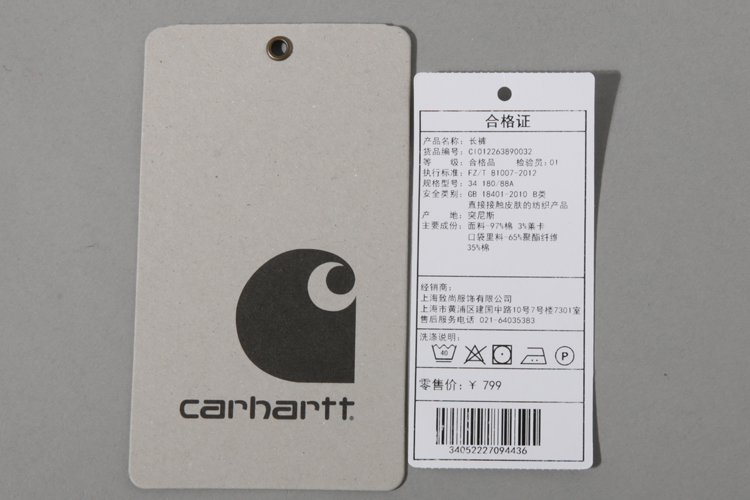 carhartt
合格证
产品名称: 长裤
货品编号: CI012263890032
等 级: 合格品 检验员:01
执行标准: FZ/T 81007-2012
规格型号: 34 180/88A
安全类别: GB 18401-2010 B类
直接接触皮肤的纺织产品
产 地: 突尼斯
主要成份: 面料-97%棉 3%莱卡
口袋里料-65%聚酯纤维
35%棉
经销商:
上海致尚服饰有限公司
上海市黄浦区建国中路10号7号楼7301室
售后服务电话 021-64035383
洗涤说明:
40
P
零售价: ¥ 799
34052227094436